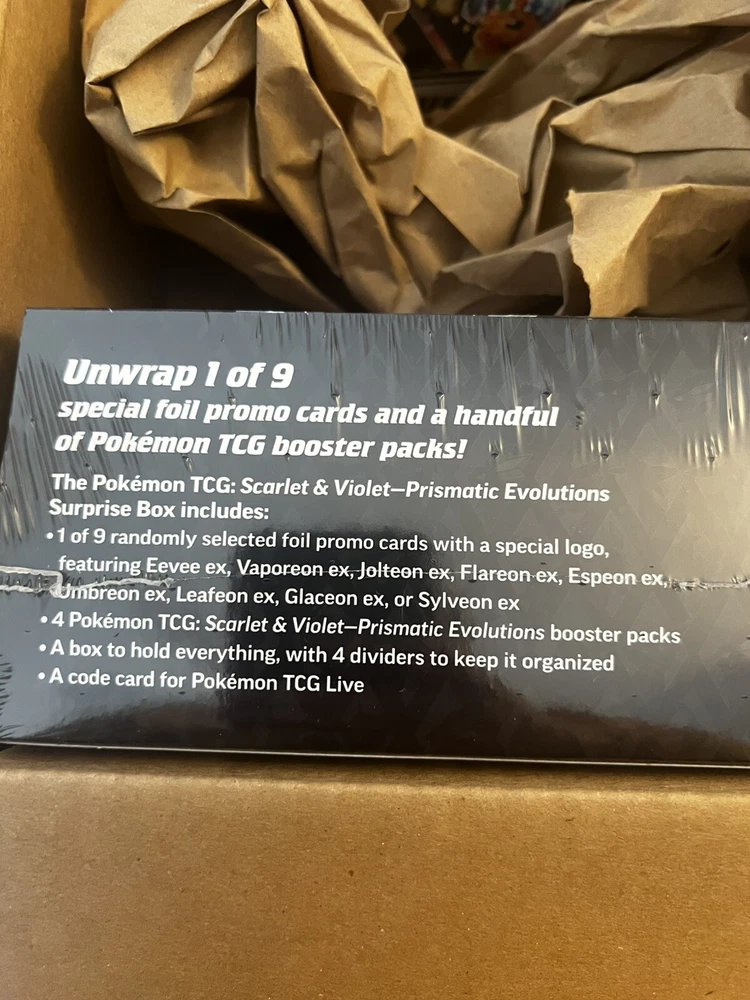 Unwrap 1 of 9
special foil promo cards and a handful
of Pokémon TCG booster packs!
The Pokémon TCG: Scarlet & Violet—Prismatic Evolutions
Surprise Box includes:
•1 of 9 randomly selected foil promo cards with a special logo,
featuring Eevee ex, Vaporeon ex, Jolteon ex, Flareon ex, Espeon ex,
Umbreon ex, Leafeon ex, Glaceon ex, or Sylveon ex
•4 Pokémon TCG: Scarlet & Violet—Prismatic Evolutions booster packs
•A box to hold everything, with 4 dividers to keep it organized
•A code card for Pokémon TCG Live